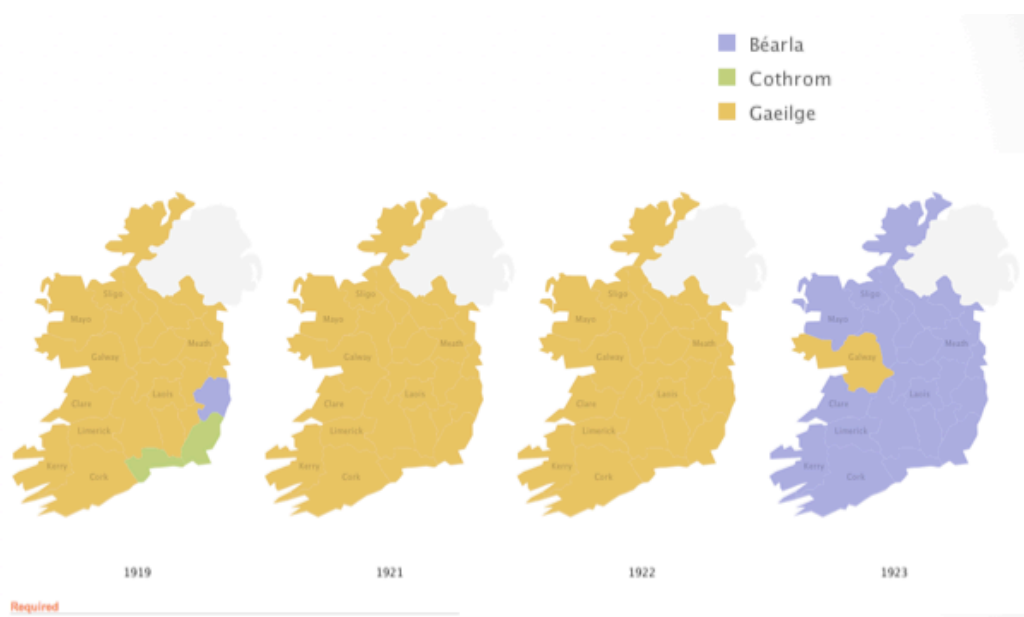 Béarla
Cothrom
Gaeilge
Sligo
Mayo
Meath
Galway
Laois
Clare
Limerick
Kerry
Cork
Sligo
Mayo
Meath
Galway
Laois
Clare
Limerick
Kerry
Cork
Sligo
Mayo
Meath
Galway
Laois
Clare
Limerick
Kerry
Cork
Sligo
Mayo
Meath
Galway
Laois
Clare
Limerick
Kerry
Cork
1919
1921
1922
1923
Required